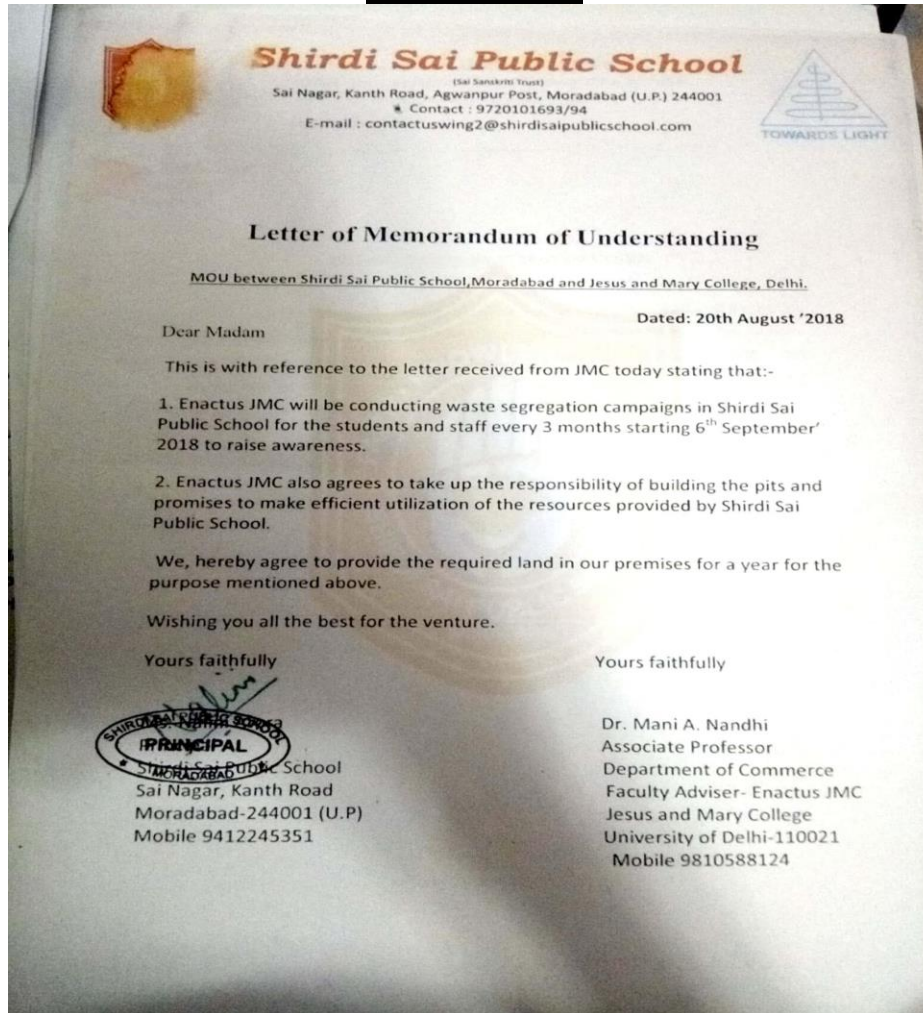 Shirdi Sai Public School
(Sai Sanskriti Trust)
Sai Nagar, Kanth Road, Agwanpur Post, Moradabad (U.P.) 244001
Contact : 9720101693/94
E-mail : contactuswing2@shirdisaipublicschool.com
TOWARDS LIGHT
Letter of Memorandum of Understanding
MOU between Shirdi Sai Public School,Moradabad and Jesus and Mary College, Delhi.
Dated: 20th August '2018
Dear Madam
This is with reference to the letter received from JMC today stating that:-
1. Enactus JMC will be conducting waste segregation campaigns in Shirdi Sai
Public School for the students and staff every 3 months starting 6th September'
2018 to raise awareness.
2. Enactus JMC also agrees to take up the responsibility of building the pits and
promises to make efficient utilization of the resources provided by Shirdi Sai
Public School.
We, hereby agree to provide the required land in our premises for a year for the
purpose mentioned above.
Wishing you all the best for the venture.
Yours faithfully
SHIRDI SAI PUBLIC SCHOOL
PRINCIPAL
MORADABAD
Shirdi Sai Public School
Sai Nagar, Kanth Road
Moradabad-244001 (U.P)
Mobile 9412245351
Yours faithfully
Dr. Mani A. Nandhi
Associate Professor
Department of Commerce
Faculty Adviser- Enactus JMC
Jesus and Mary College
University of Delhi-110021
Mobile 9810588124